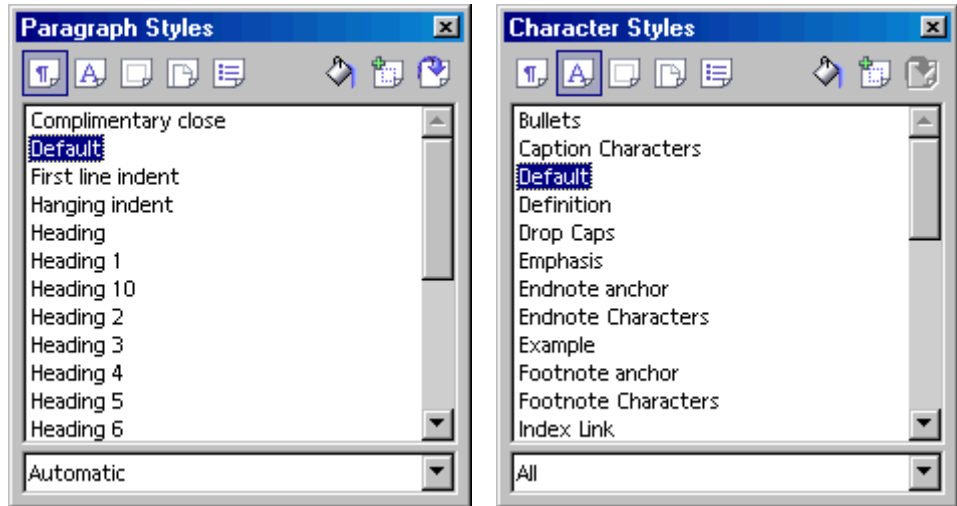 Paragraph Styles
Complimentary close
Default
First line indent
Hanging indent
Heading
Heading 1
Heading 10
Heading 2
Heading 3
Heading 4
Heading 5
Heading 6
Automatic
Character Styles
Bullets
Caption Characters
Default
Definition
Drop Caps
Emphasis
Endnote anchor
Endnote Characters
Example
Footnote anchor
Footnote Characters
Index Link
All